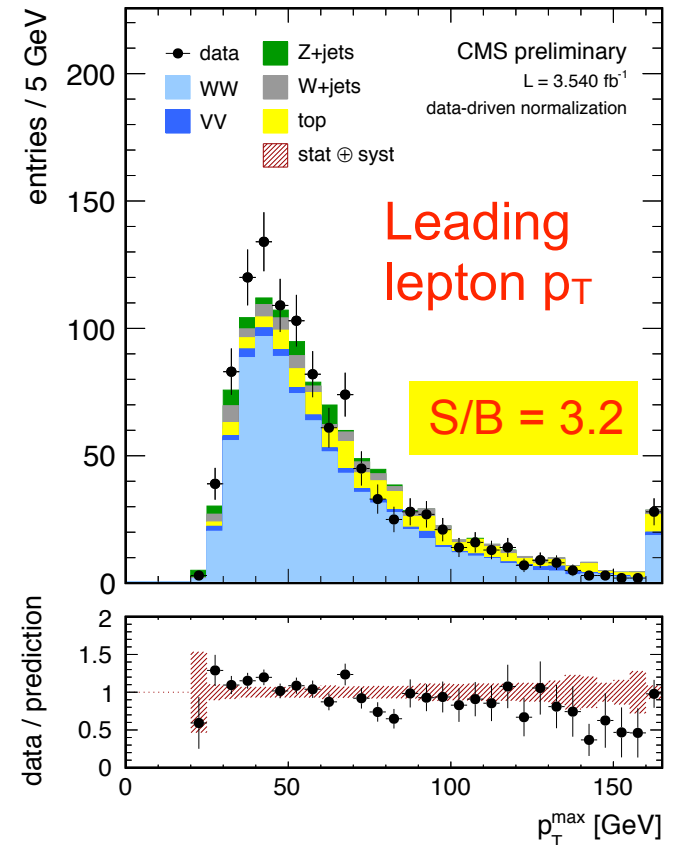 entries / 5 GeV
200
150
100
50
0
data
WW
VV
Z+jets
W+jets
top
stat ⊕ syst
CMS preliminary
L = 3.540 fb⁻¹
data-driven normalization
Leading
lepton pT
S/B = 3.2
data / prediction
2
1.5
1
0.5
0
0 50 100 150
pTmax [GeV]